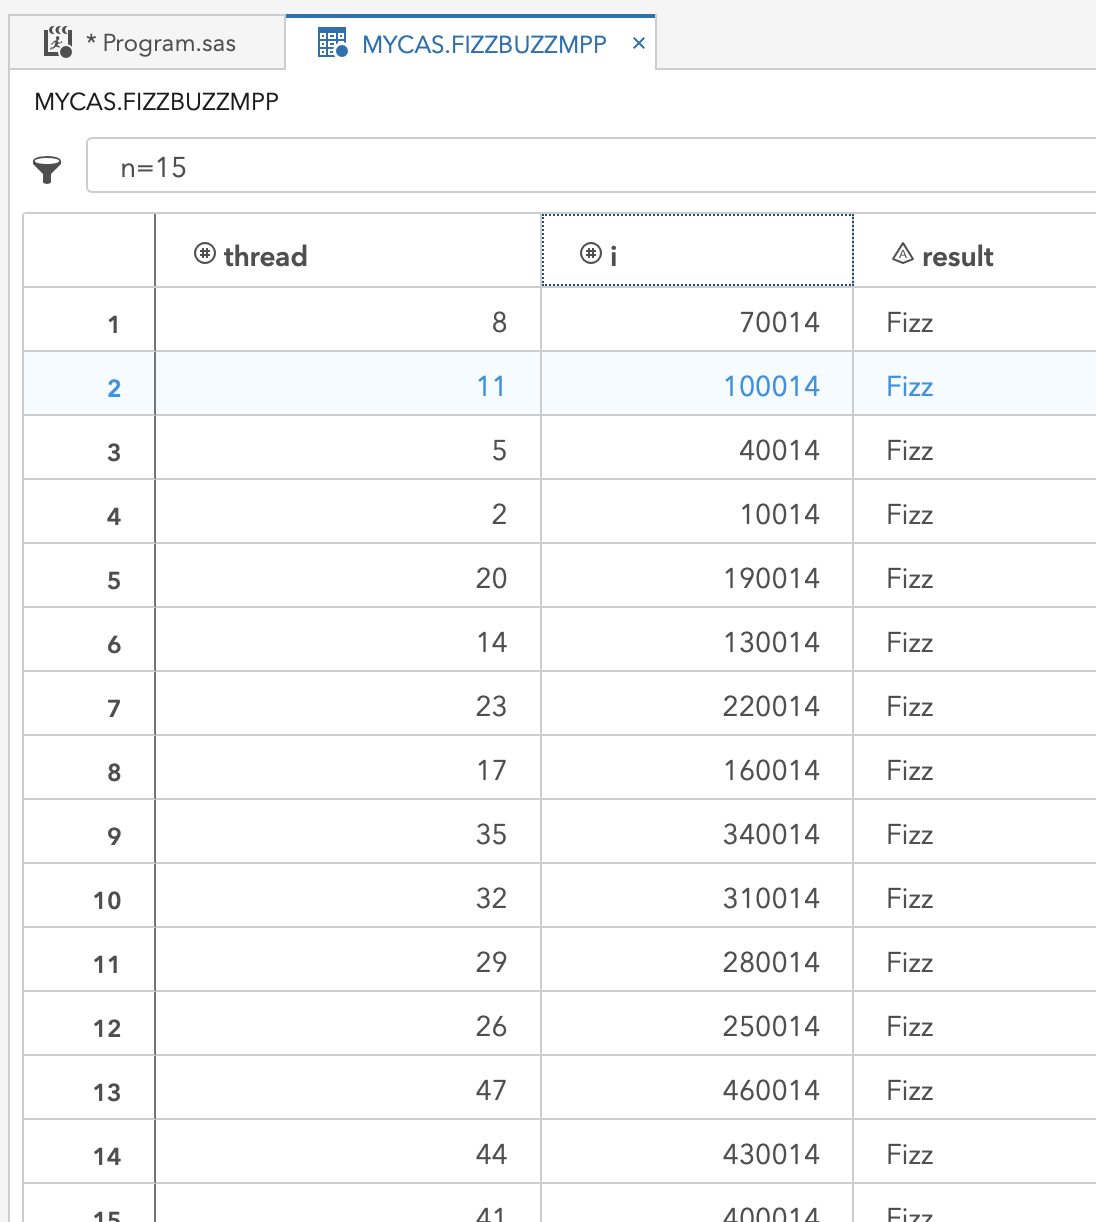 * Program.sas MYCAS.FIZZBUZZMPP ×
MYCAS.FIZZBUZZMPP
n=15
thread i result
1 8 70014 Fizz
2 11 100014 Fizz
3 5 40014 Fizz
4 2 10014 Fizz
5 20 190014 Fizz
6 14 130014 Fizz
7 23 220014 Fizz
8 17 160014 Fizz
9 35 340014 Fizz
10 32 310014 Fizz
11 29 280014 Fizz
12 26 250014 Fizz
13 47 460014 Fizz
14 44 430014 Fizz
15 41 400014 Fizz